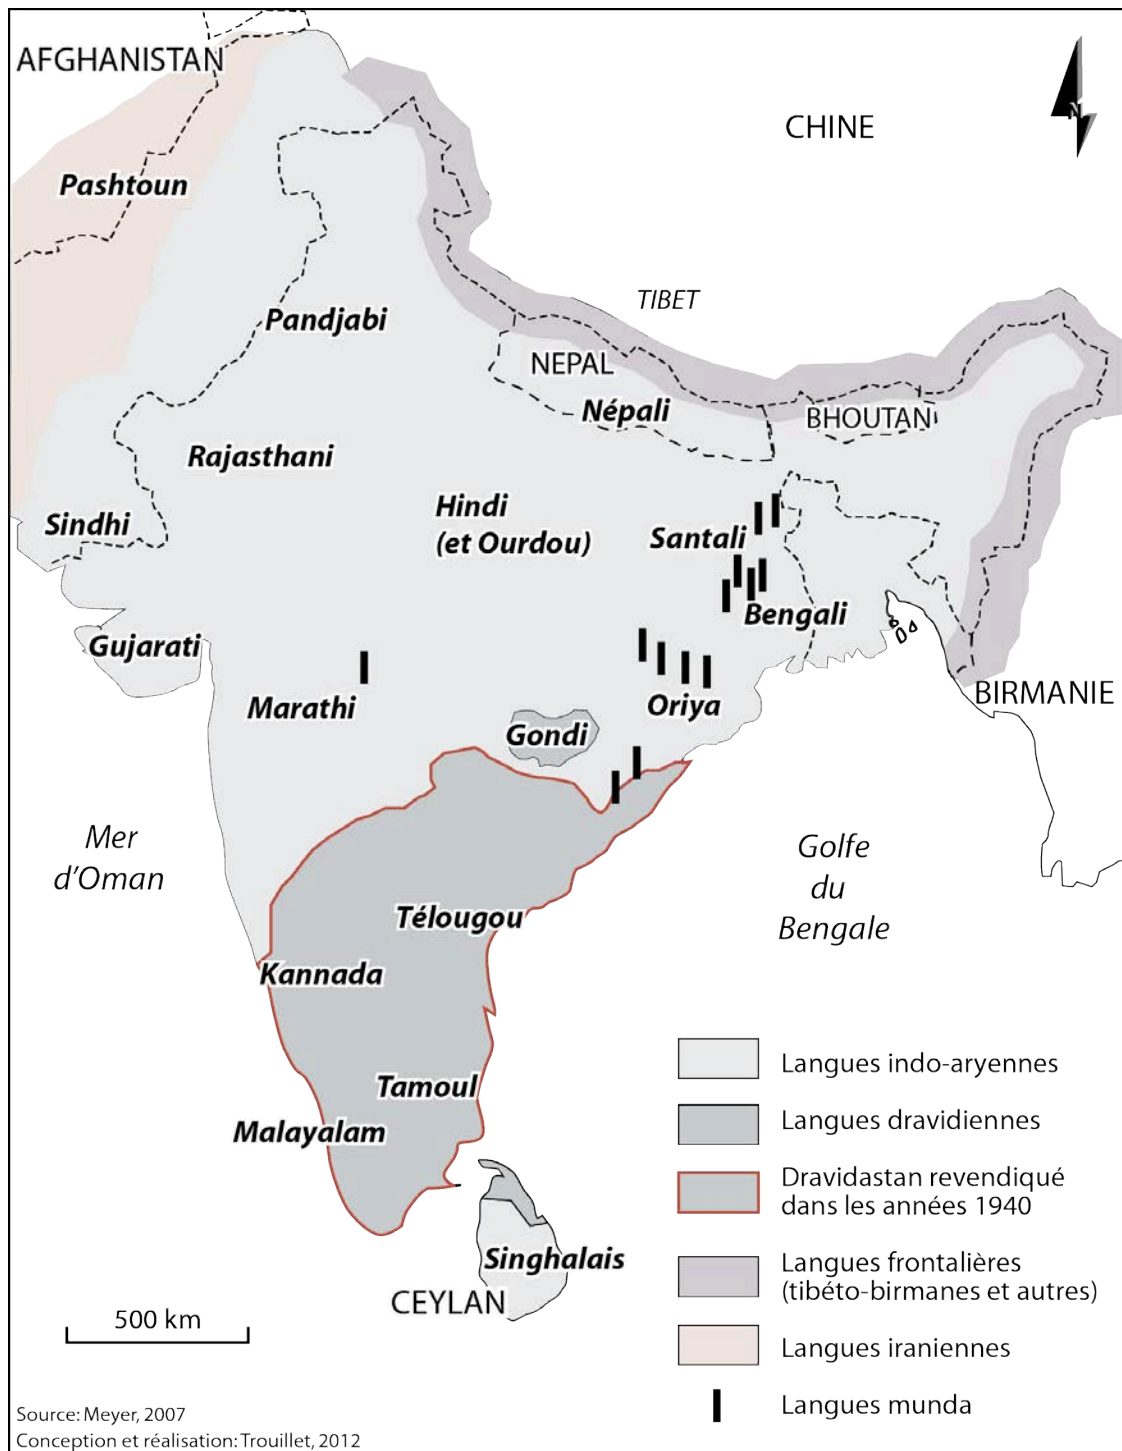 AFGHANISTAN
CHINE
N
Pashtoun
TIBET
Pandjabi
NEPAL
Népali
BHOUTAN
Rajasthani
Hindi
(et Ourdou)
Sindhi
Santali
Bengali
Gujarati
Marathi
Oriya
BIRMANIE
Gondi
Mer
d'Oman
Golfe
du
Bengale
Télougou
Kannada
Tamoul
Malayalam
Singhalais
CEYLAN
500 km
Langues indo-aryennes
Langues dravidiennes
Dravidastan revendiqué
dans les années 1940
Langues frontalières
(tibéto-birmanes et autres)
Langues iraniennes
Langues munda
Source: Meyer, 2007
Conception et réalisation: Trouillet, 2012